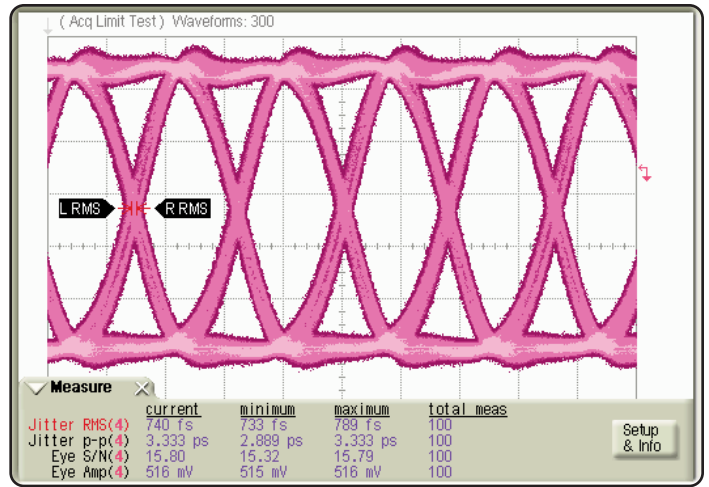 ( Acq Limit Test ) Waveforms: 300
L RMS R RMS
Measure
current minimum maximum total meas
Jitter RMS(4) 740 fs 733 fs 789 fs 100
Jitter p-p(4) 3.333 ps 2.889 ps 3.333 ps 100
Eye S/N(4) 15.80 15.32 15.79 100
Eye Amp(4) 516 mV 515 mV 516 mV 100
Setup
& Info